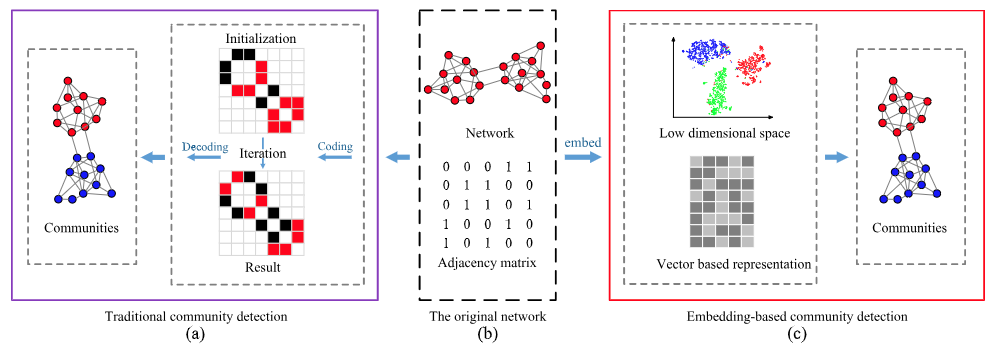 Initialization
Decoding
Iteration
Coding
Result
Communities
Traditional community detection
(a)
Network
0 0 0 1 1
0 1 1 0 0
0 1 1 0 1
1 0 0 1 0
1 0 1 0 0
Adjacency matrix
The original network
(b)
embed
Low dimensional space
Vector based representation
Communities
Embedding-based community detection
(c)